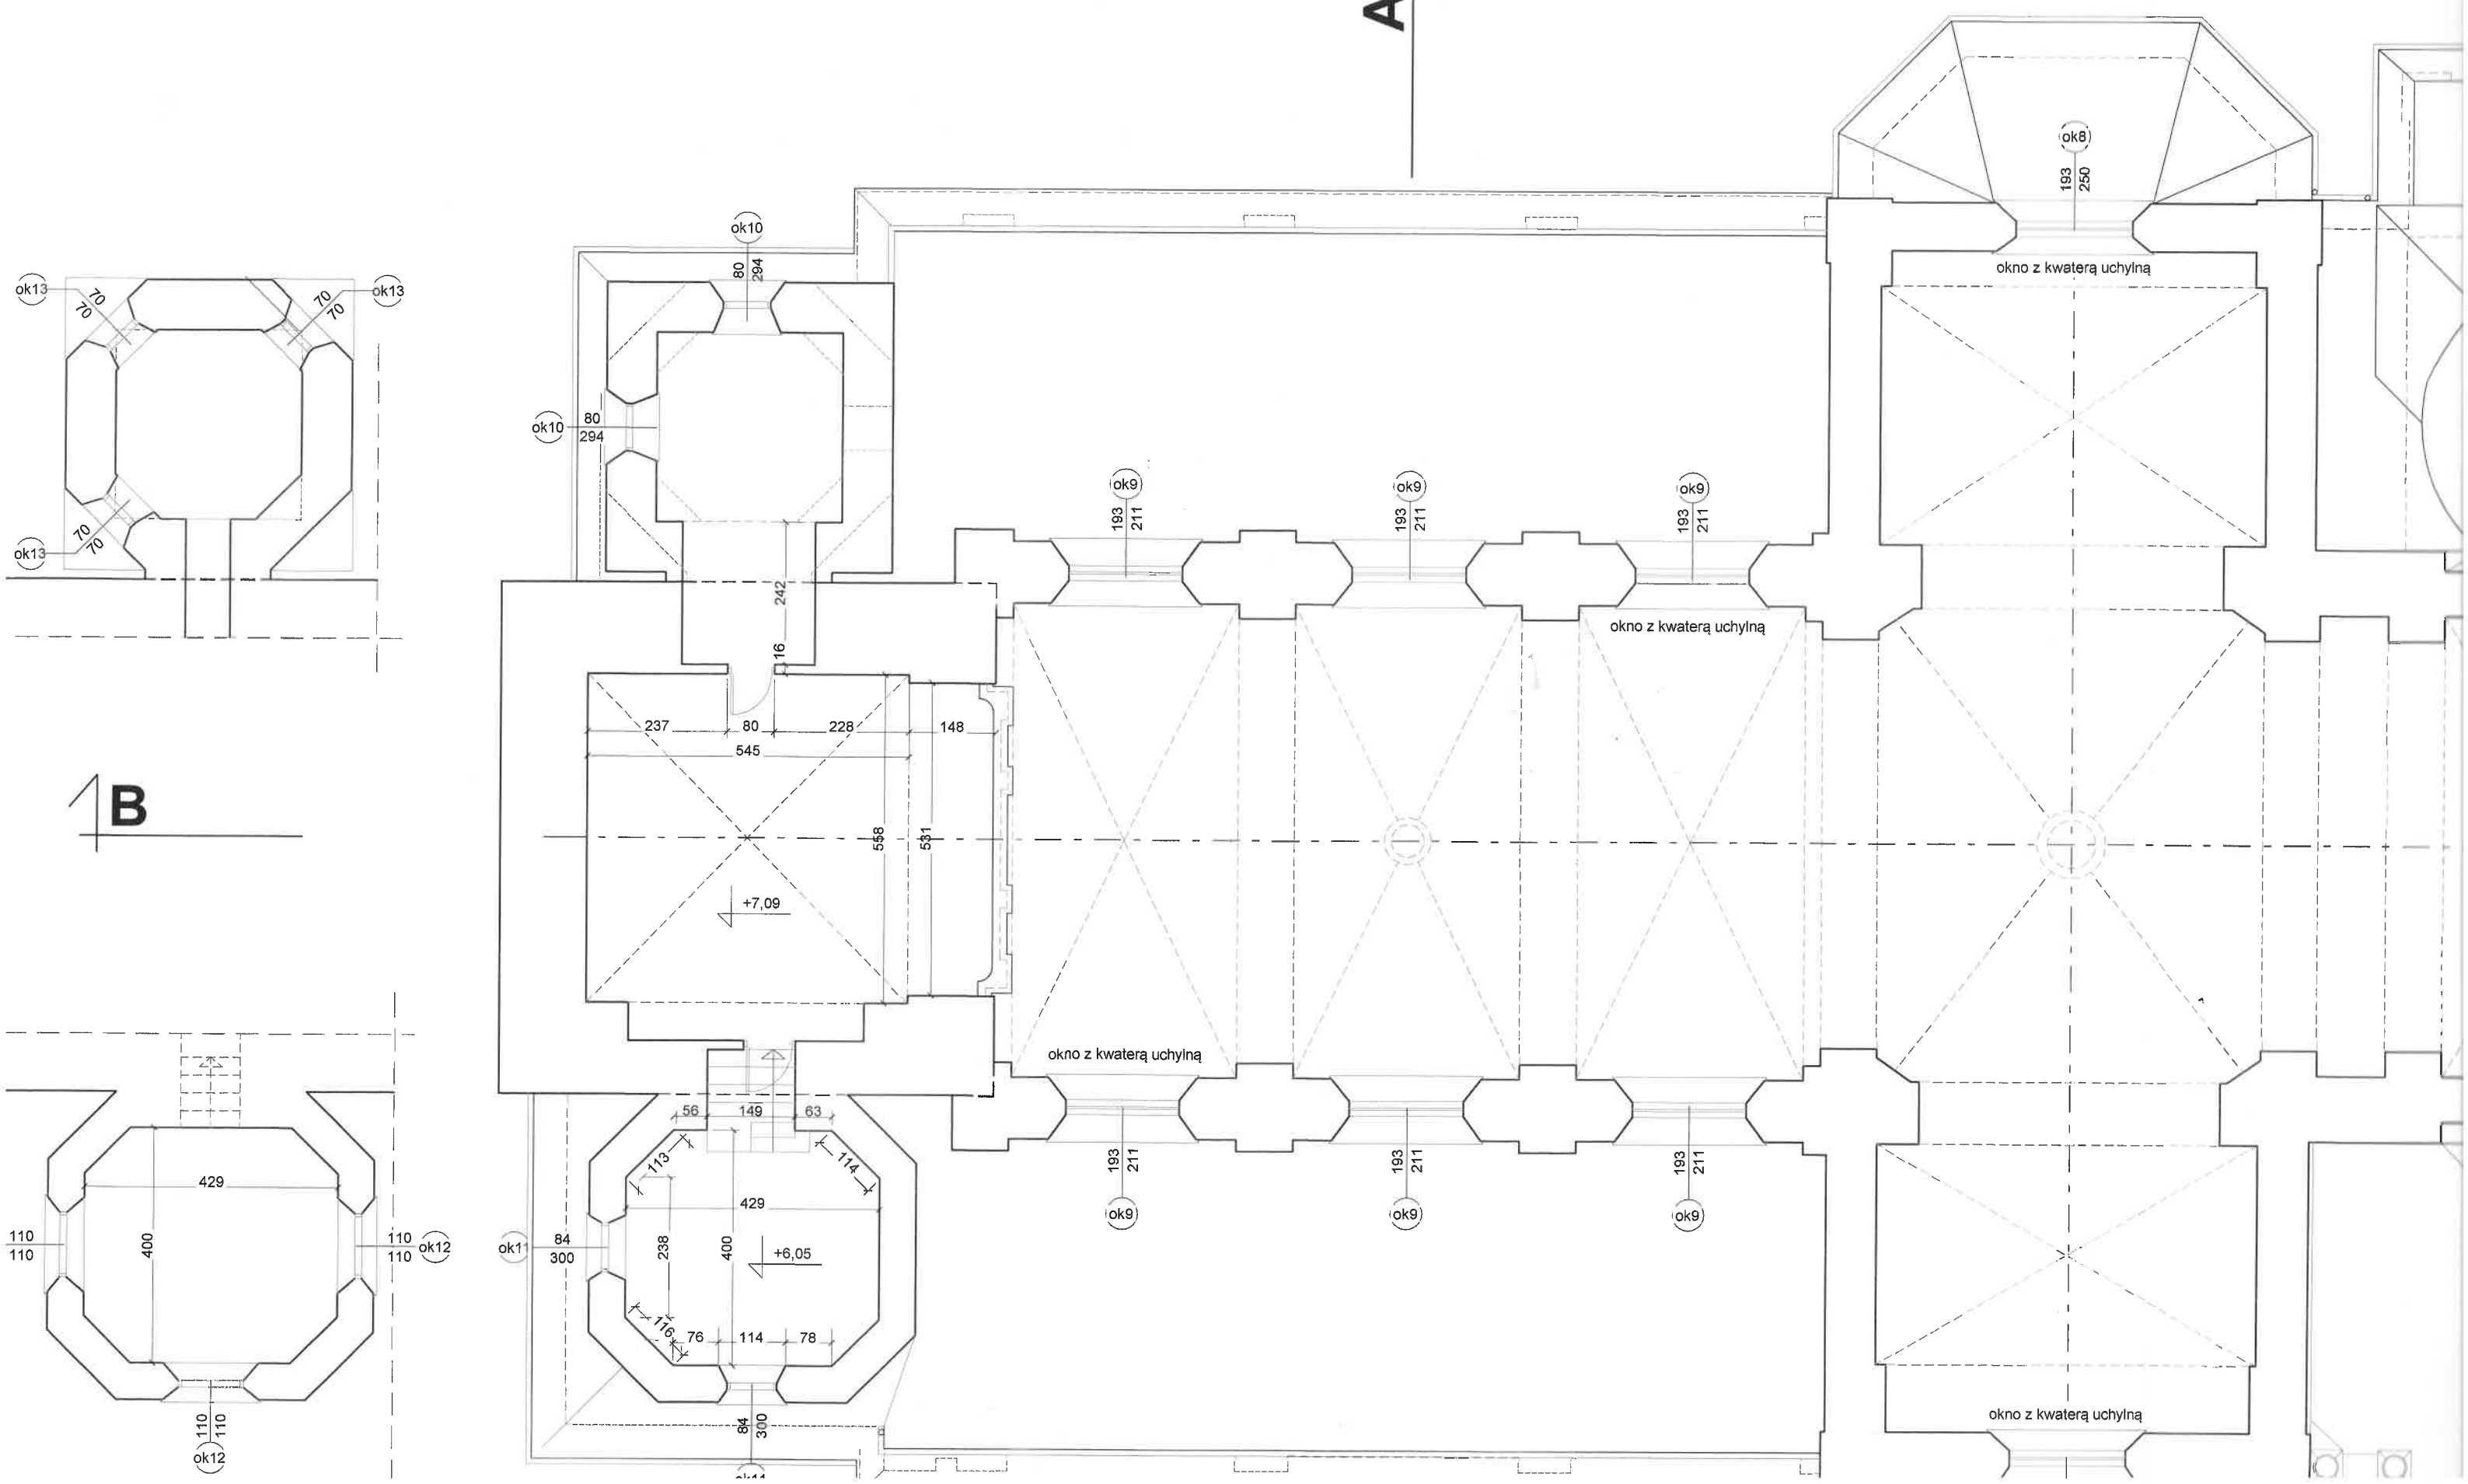 A
ok8
193
250
okno z kwaterą uchylną
ok10
80
294
ok13
70
70
ok13
70
70
ok10
80
294
ok13
70
70
ok9
193
211
ok9
193
211
ok9
193
211
okno z kwaterą uchylną
242
16
237
80
228
148
545
558
531
+7,09
B
okno z kwaterą uchylną
56
149
63
113
114
429
238
400
+6,05
116
76
114
78
ok11
84
300
84
300
429
400
110
110
110
110
ok12
110
110
ok12
193
211
ok9
193
211
ok9
193
211
ok9
okno z kwaterą uchylną